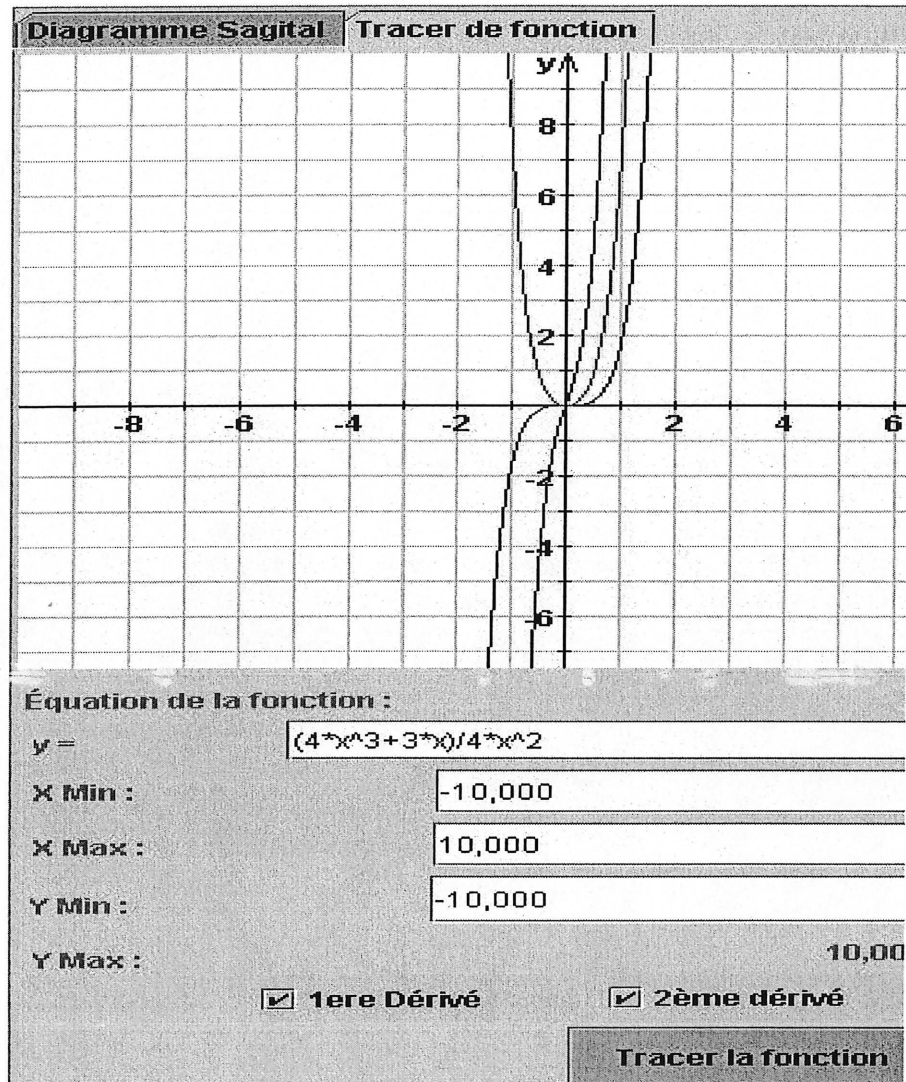 Diagramme Sagital Tracer de fonction
y
8
6
4
2
-8 -6 -4 -2 2 4 6
-2
-4
-6
Équation de la fonction :
y = (4*x^3+3*x)/4*x^2
X Min : -10,000
X Max : 10,000
Y Min : -10,000
Y Max : 10,00
1ere Dérivé 2ème dérivé
Tracer la fonction